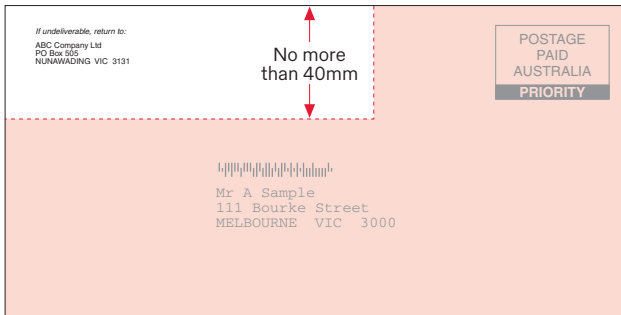 If undeliverable, return to:
ABC Company Ltd
PO Box 505
NUNAWADING VIC 3131
No more
than 40mm
POSTAGE
PAID
AUSTRALIA
PRIORITY
Mr A Sample
111 Bourke Street
MELBOURNE VIC 3000